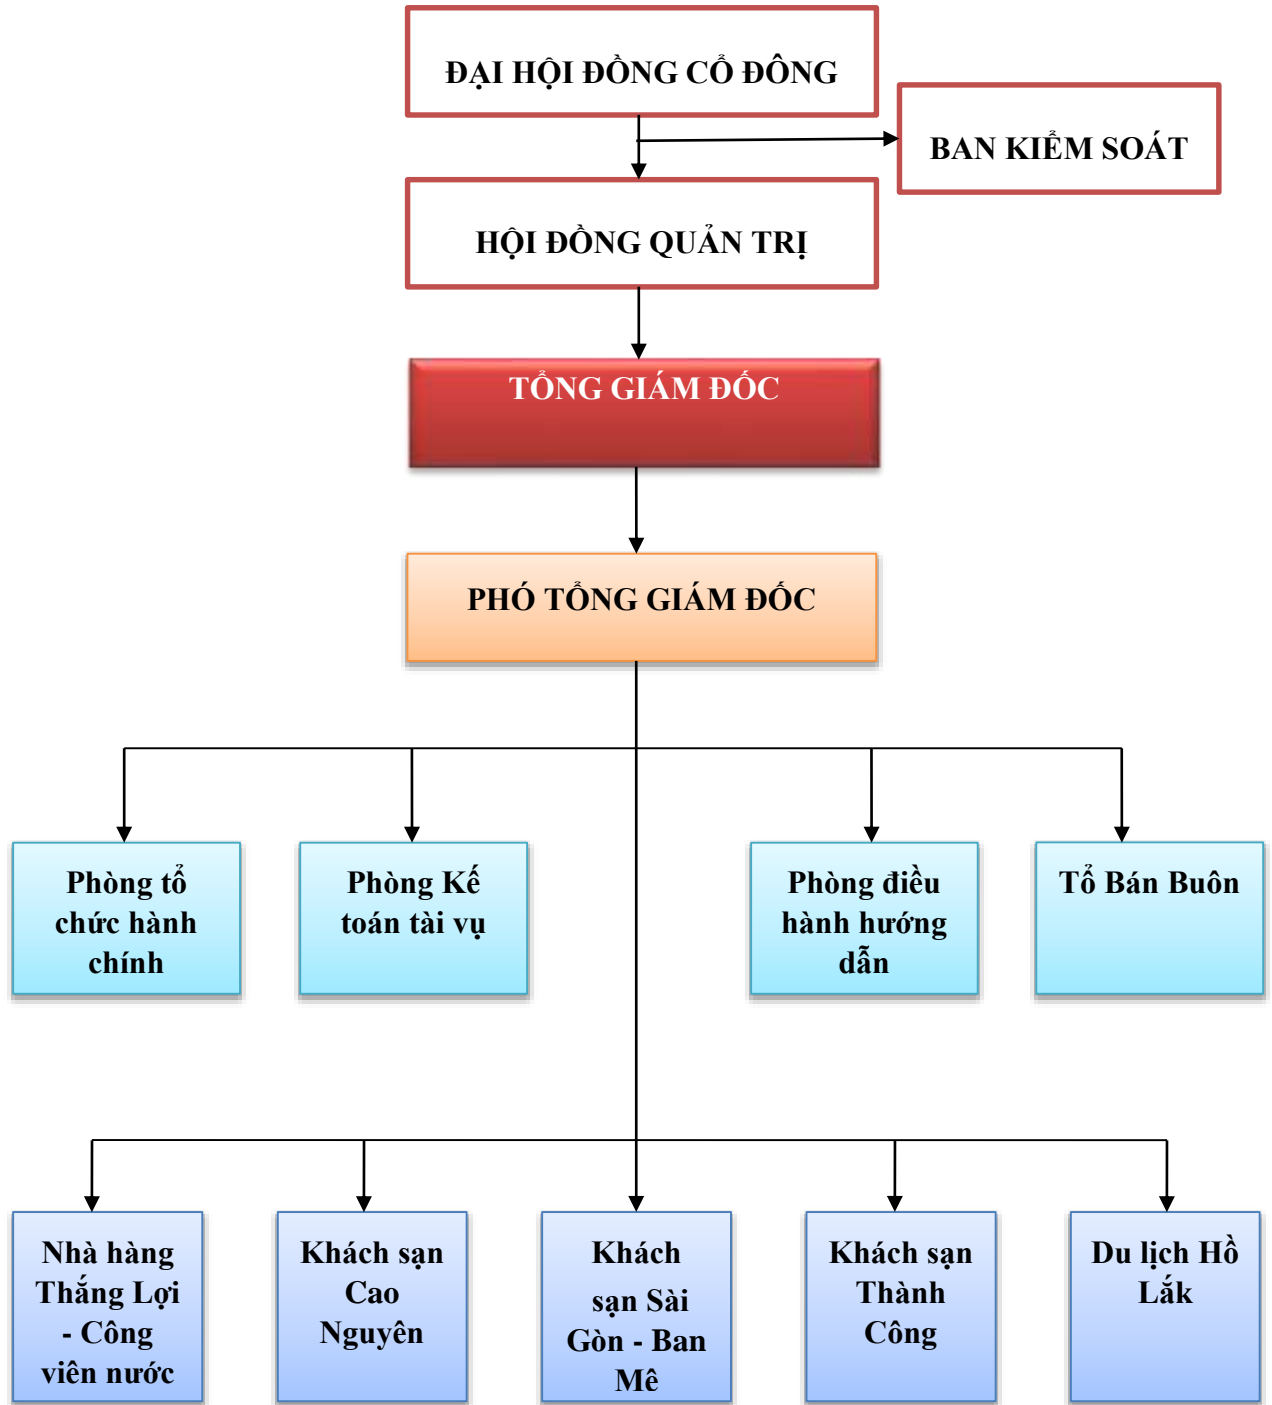 ĐẠI HỘI ĐỒNG CỔ ĐÔNG
BAN KIỂM SOÁT
HỘI ĐỒNG QUẢN TRỊ
TỔNG GIÁM ĐỐC
PHÓ TỔNG GIÁM ĐỐC
Phòng tổ
chức hành
chính
Phòng Kế
toán tài vụ
Phòng điều
hành hướng
dẫn
Tổ Bán Buôn
Nhà hàng
Thắng Lợi
- Công
viên nước
Khách sạn
Cao
Nguyên
Khách
sạn Sài
Gòn - Ban
Mê
Khách sạn
Thành
Công
Du lịch Hồ
Lắk